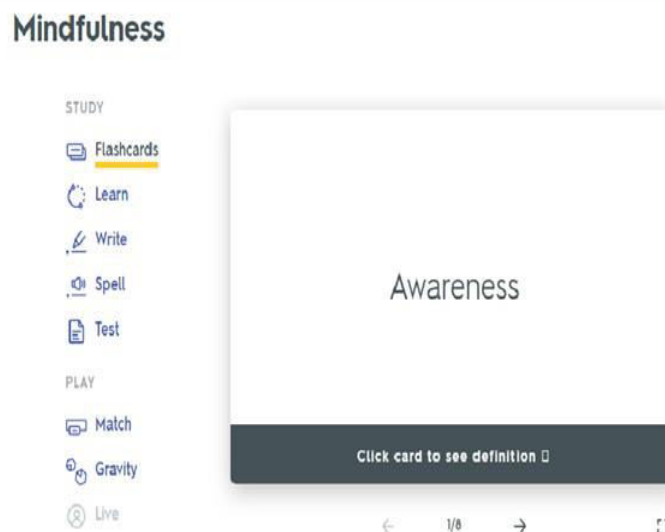 Mindfulness
STUDY
Flashcards
Learn
Write
Spell
Test
PLAY
Match
Gravity
Live
Awareness
Click card to see definition
1/8